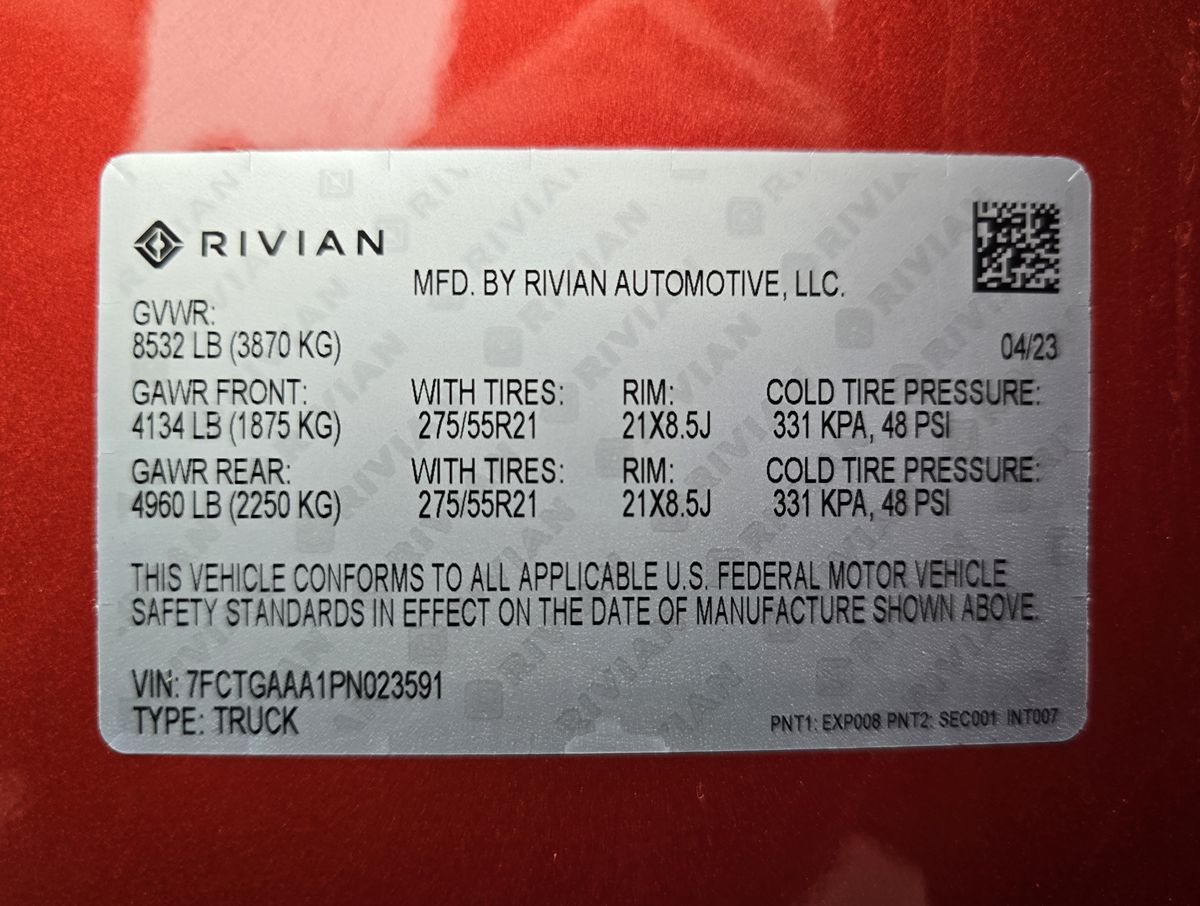 RIVIAN
MFD. BY RIVIAN AUTOMOTIVE, LLC.
GVWR:
8532 LB (3870 KG)
04/23
GAWR FRONT: WITH TIRES: RIM: COLD TIRE PRESSURE:
4134 LB (1875 KG) 275/55R21 21X8.5J 331 KPA, 48 PSI
GAWR REAR: WITH TIRES: RIM: COLD TIRE PRESSURE:
4960 LB (2250 KG) 275/55R21 21X8.5J 331 KPA, 48 PSI
THIS VEHICLE CONFORMS TO ALL APPLICABLE U.S. FEDERAL MOTOR VEHICLE
SAFETY STANDARDS IN EFFECT ON THE DATE OF MANUFACTURE SHOWN ABOVE.
VIN: 7FCTGAAA1PN023591
TYPE: TRUCK
PNT1: EXP008 PNT2: SEC001 INT007